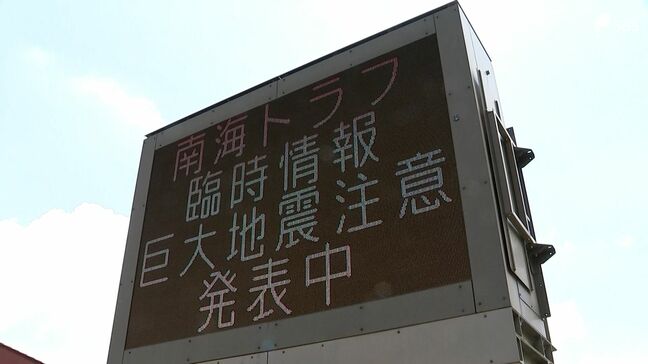 南海トラフ
臨時情報
巨大地震注意
発表中